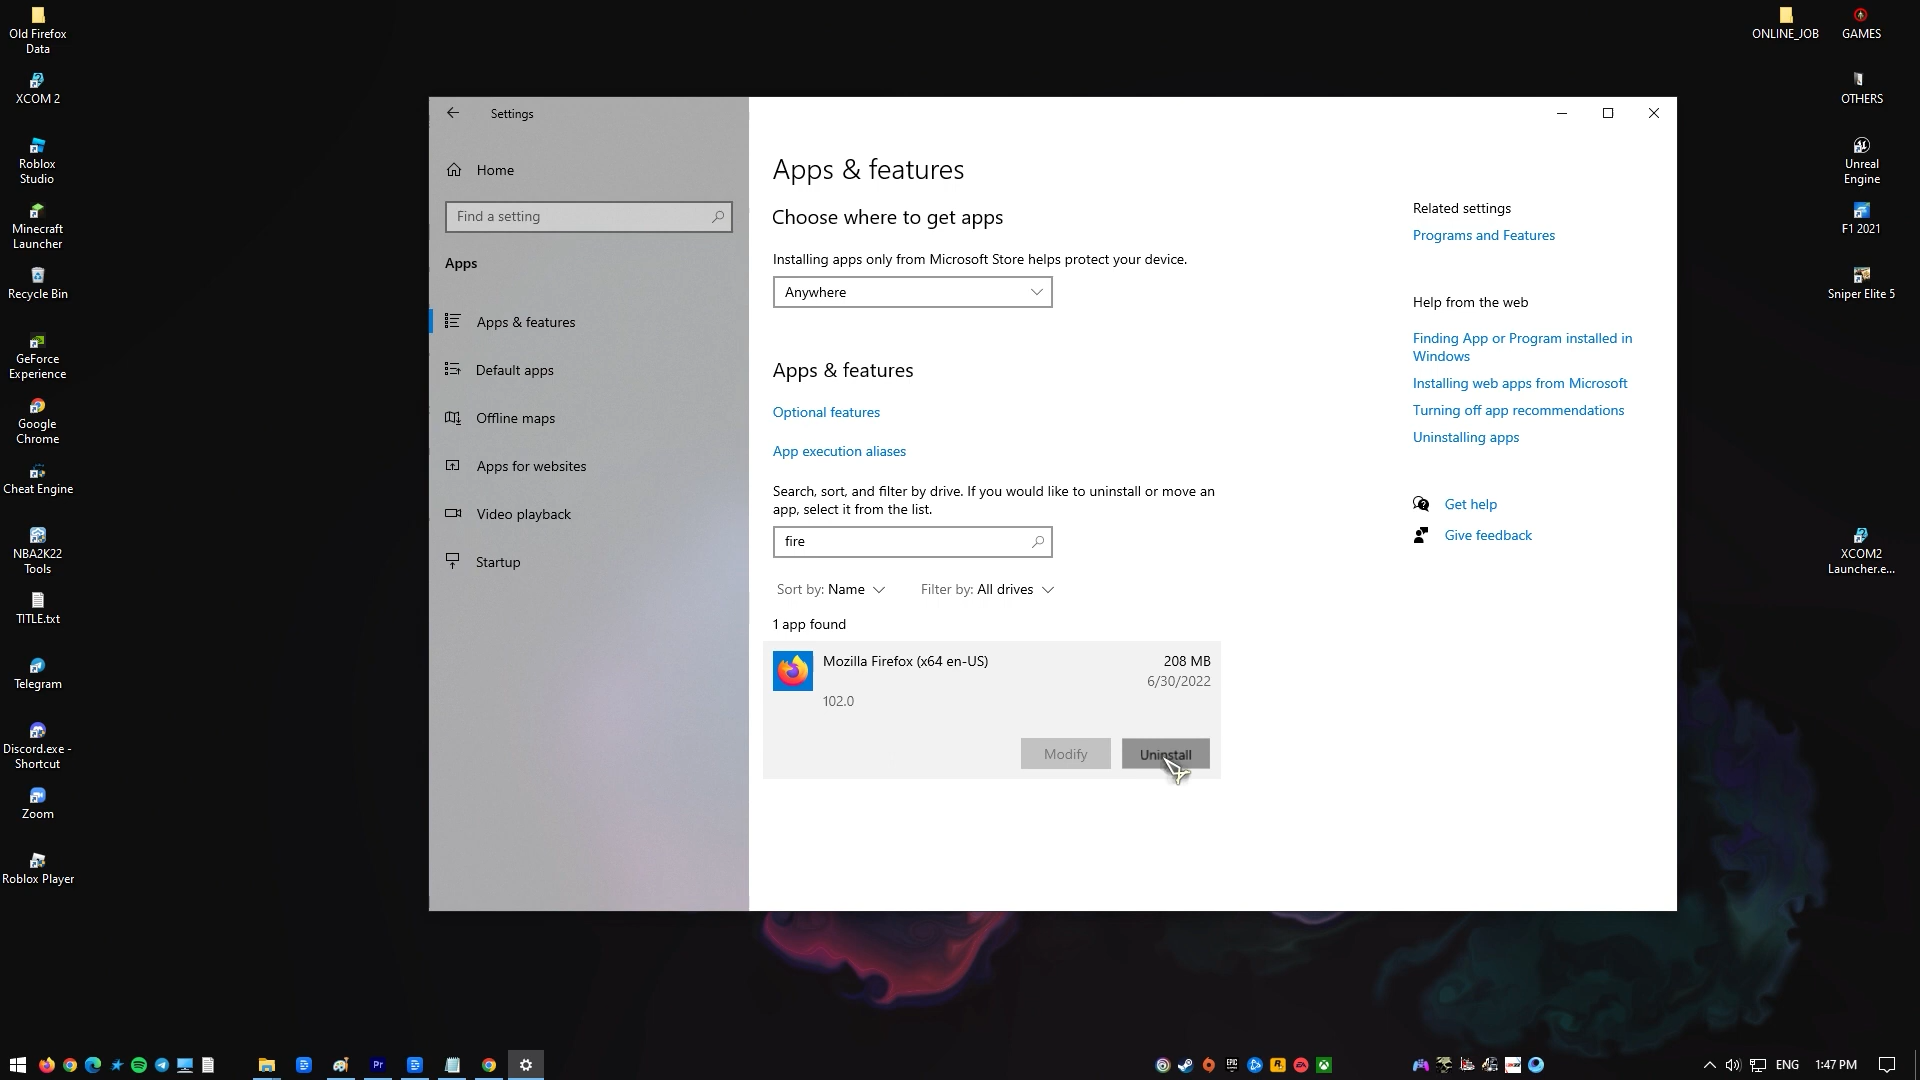 Old Firefox
Data
XCOM 2
Roblox
Studio
Minecraft
Launcher
Recycle Bin
GeForce
Experience
Google
Chrome
Cheat Engine
NBA2K22
Tools
TITLE.txt
Telegram
Discord.exe -
Shortcut
Zoom
Roblox Player
Settings
Home
Find a setting
Apps
Apps & features
Default apps
Offline maps
Apps for websites
Video playback
Startup
Apps & features
Choose where to get apps
Installing apps only from Microsoft Store helps protect your device.
Anywhere
Apps & features
Optional features
App execution aliases
Search, sort, and filter by drive. If you would like to uninstall or move an
app, select it from the list.
fire
Sort by: Name
Filter by: All drives
1 app found
Mozilla Firefox (x64 en-US)
208 MB
6/30/2022
102.0
Modify
Uninstall
Related settings
Programs and Features
Help from the web
Finding App or Program installed in
Windows
Installing web apps from Microsoft
Turning off app recommendations
Uninstalling apps
Get help
Give feedback
ONLINE_JOB
GAMES
OTHERS
Unreal
Engine
F1 2021
Sniper Elite 5
XCOM2
Launcher.e...
Pr
EPIC
EA
ENG
1:47 PM